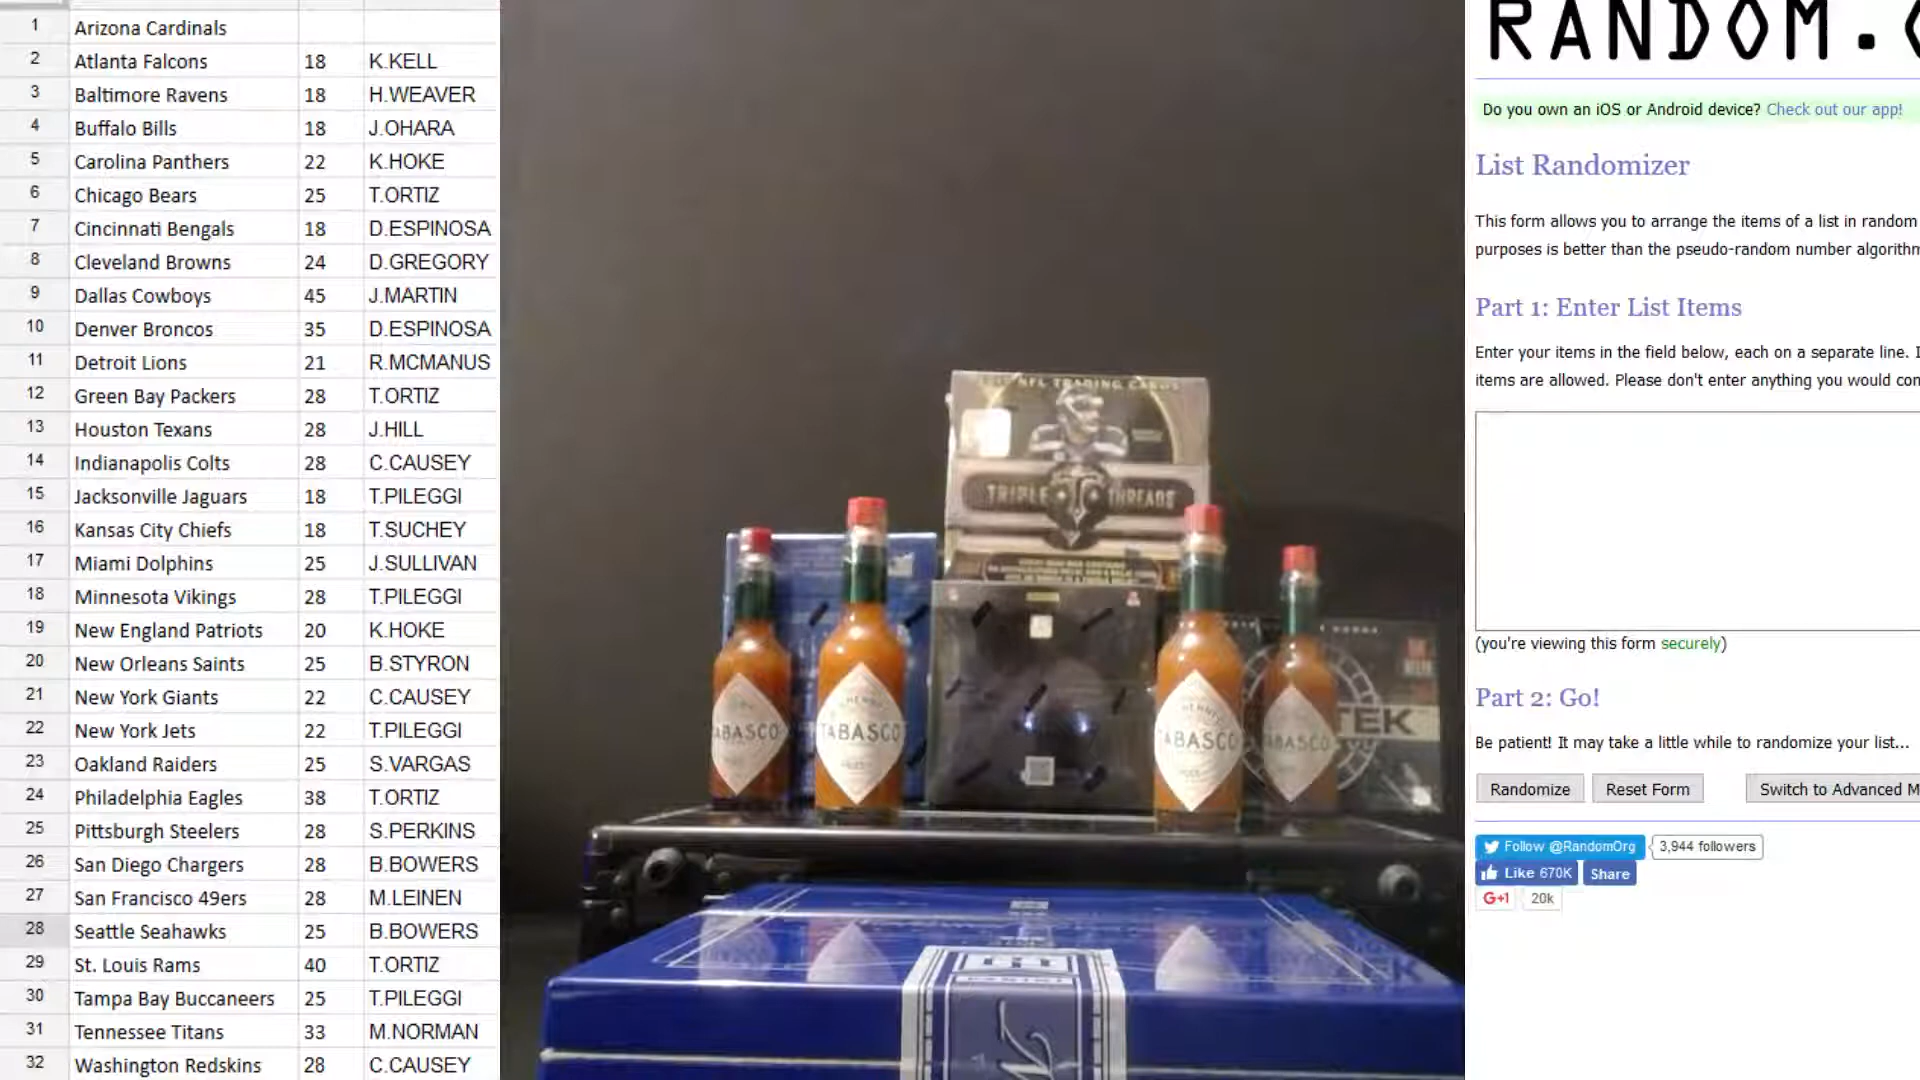 1 Arizona Cardinals
2 Atlanta Falcons 18 K.KELL
3 Baltimore Ravens 18 H.WEAVER
4 Buffalo Bills 18 J.OHARA
5 Carolina Panthers 22 K.HOKE
6 Chicago Bears 25 T.ORTIZ
7 Cincinnati Bengals 18 D.ESPINOSA
8 Cleveland Browns 24 D.GREGORY
9 Dallas Cowboys 45 J.MARTIN
10 Denver Broncos 35 D.ESPINOSA
11 Detroit Lions 21 R.MCMANUS
12 Green Bay Packers 28 T.ORTIZ
13 Houston Texans 28 J.HILL
14 Indianapolis Colts 28 C.CAUSEY
15 Jacksonville Jaguars 18 T.PILEGGI
16 Kansas City Chiefs 18 T.SUCHEY
17 Miami Dolphins 25 J.SULLIVAN
18 Minnesota Vikings 28 T.PILEGGI
19 New England Patriots 20 K.HOKE
20 New Orleans Saints 25 B.STYRON
21 New York Giants 22 C.CAUSEY
22 New York Jets 22 T.PILEGGI
23 Oakland Raiders 25 S.VARGAS
24 Philadelphia Eagles 38 T.ORTIZ
25 Pittsburgh Steelers 28 S.PERKINS
26 San Diego Chargers 28 B.BOWERS
27 San Francisco 49ers 28 M.LEINEN
28 Seattle Seahawks 25 B.BOWERS
29 St. Louis Rams 40 T.ORTIZ
30 Tampa Bay Buccaneers 25 T.PILEGGI
31 Tennessee Titans 33 M.NORMAN
32 Washington Redskins 28 C.CAUSEY
NFL TRADING CARDS
TRIPLE THREADS
TABASCO
TABASCO
TABASCO
TABASCO
TEK
RANDOM.
Do you own an iOS or Android device? Check out our app!
List Randomizer
This form allows you to arrange the items of a list in random
purposes is better than the pseudo-random number algorithm
Part 1: Enter List Items
Enter your items in the field below, each on a separate line.
items are allowed. Please don't enter anything you would
(you're viewing this form securely)
Part 2: Go!
Be patient! It may take a little while to randomize your list...
Randomize Reset Form Switch to Advanced M
Follow @RandomOrg 3,944 followers
Like 670K Share
G+1 20k